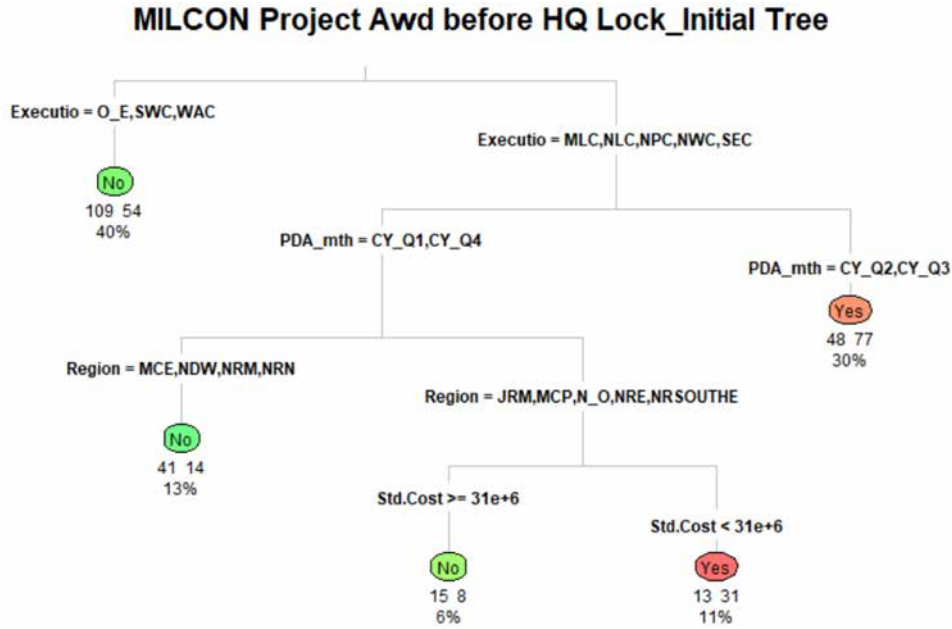 MILCON Project Awd before HQ Lock_Initial Tree
Executio = O_E,SWC,WAC
Executio = MLC,NLC,NPC,NWC,SEC
No
109 54
40%
PDA_mth = CY_Q1,CY_Q4
PDA_mth = CY_Q2,CY_Q3
Yes
48 77
30%
Region = MCE,NDW,NRM,NRN
Region = JRM,MCP,N_O,NRE,NRSOUTHE
No
41 14
13%
Std.Cost >= 31e+6
Std.Cost < 31e+6
No
15 8
6%
Yes
13 31
11%